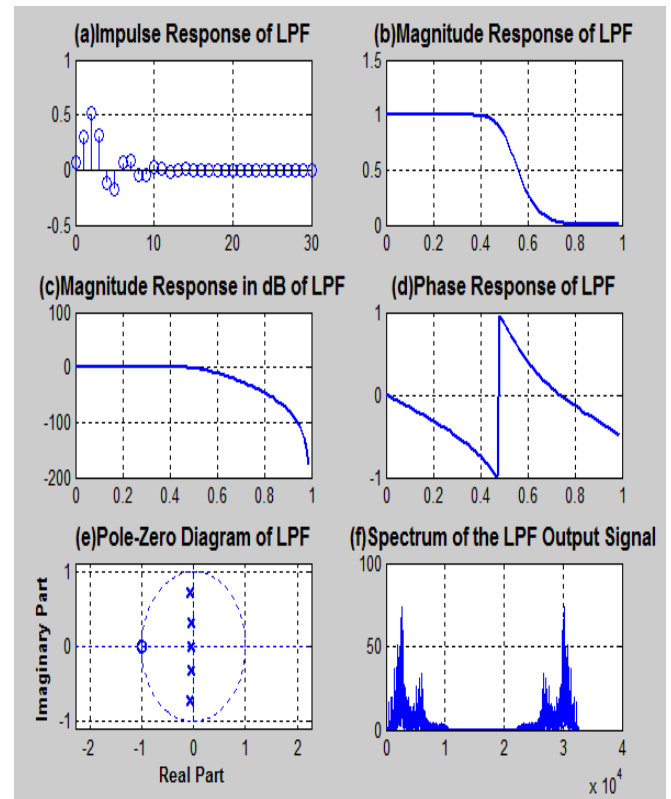 (a)Impulse Response of LPF
1
0.5
0
-0.5
0 10 20 30
(b)Magnitude Response of LPF
1.5
1
0.5
0
0 0.2 0.4 0.6 0.8 1
(c)Magnitude Response in dB of LPF
100
0
-100
-200
0 0.2 0.4 0.6 0.8 1
(d)Phase Response of LPF
1
0
-1
0 0.2 0.4 0.6 0.8 1
(e)Pole-Zero Diagram of LPF
Imaginary Part
1
0
-1
-2 -1 0 1 2
Real Part
(f)Spectrum of the LPF Output Signal
100
50
0
0 1 2 3 4
x 10^4